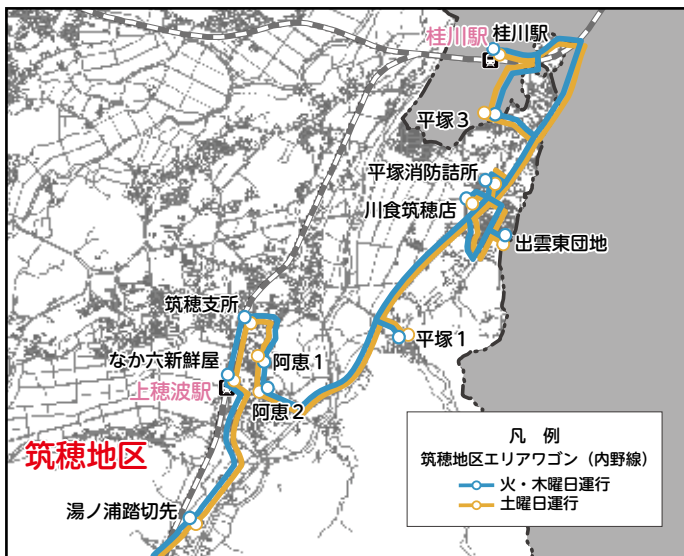 桂川駅
桂川駅
平塚3
平塚消防詰所
川食筑穂店
出雲東団地
筑穂支所
平塚1
阿恵1
なか六新鮮屋
上穂波駅
阿恵2
筑穂地区
湯ノ浦踏切先
凡 例
筑穂地区エリアワゴン（内野線）
火・木曜日運行
土曜日運行